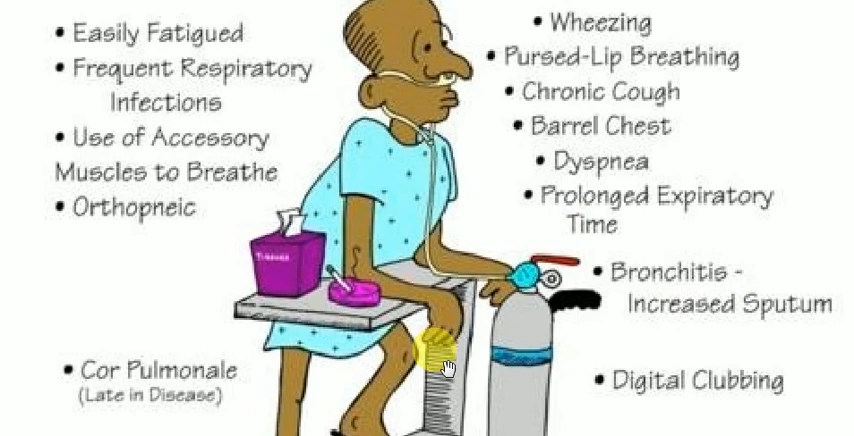 • Easily Fatigued
• Frequent Respiratory
Infections
• Use of Accessory
Muscles to Breathe
• Orthopneic
• Cor Pulmonale
(Late in Disease)
• Wheezing
• Pursed-Lip Breathing
• Chronic Cough
• Barrel Chest
• Dyspnea
• Prolonged Expiratory
Time
• Bronchitis -
Increased Sputum
• Digital Clubbing
TISSUES